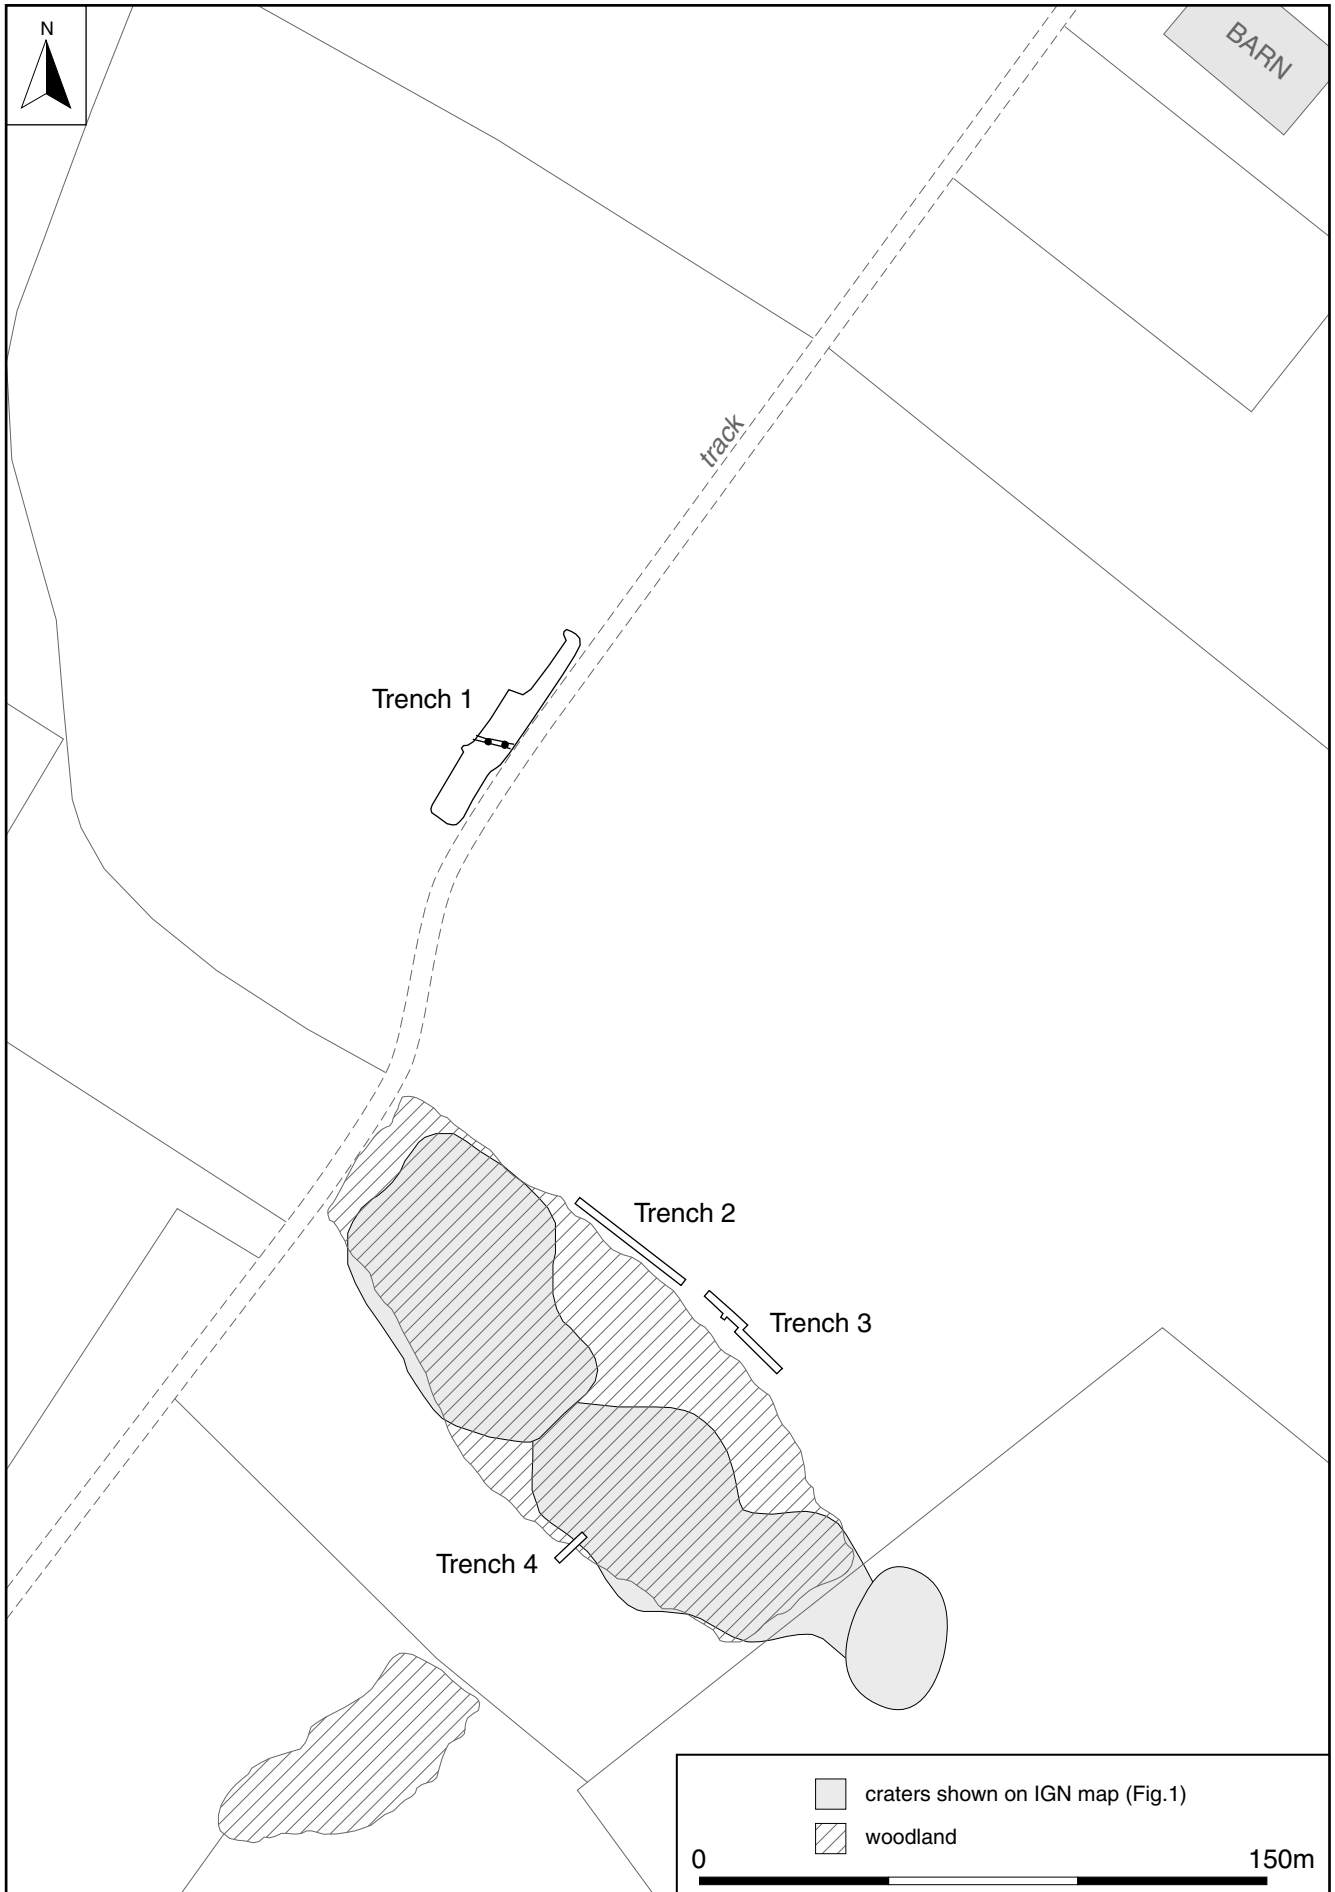 N
BARN
track
Trench 1
Trench 2
Trench 3
Trench 4
craters shown on IGN map (Fig.1)
woodland
0 150m